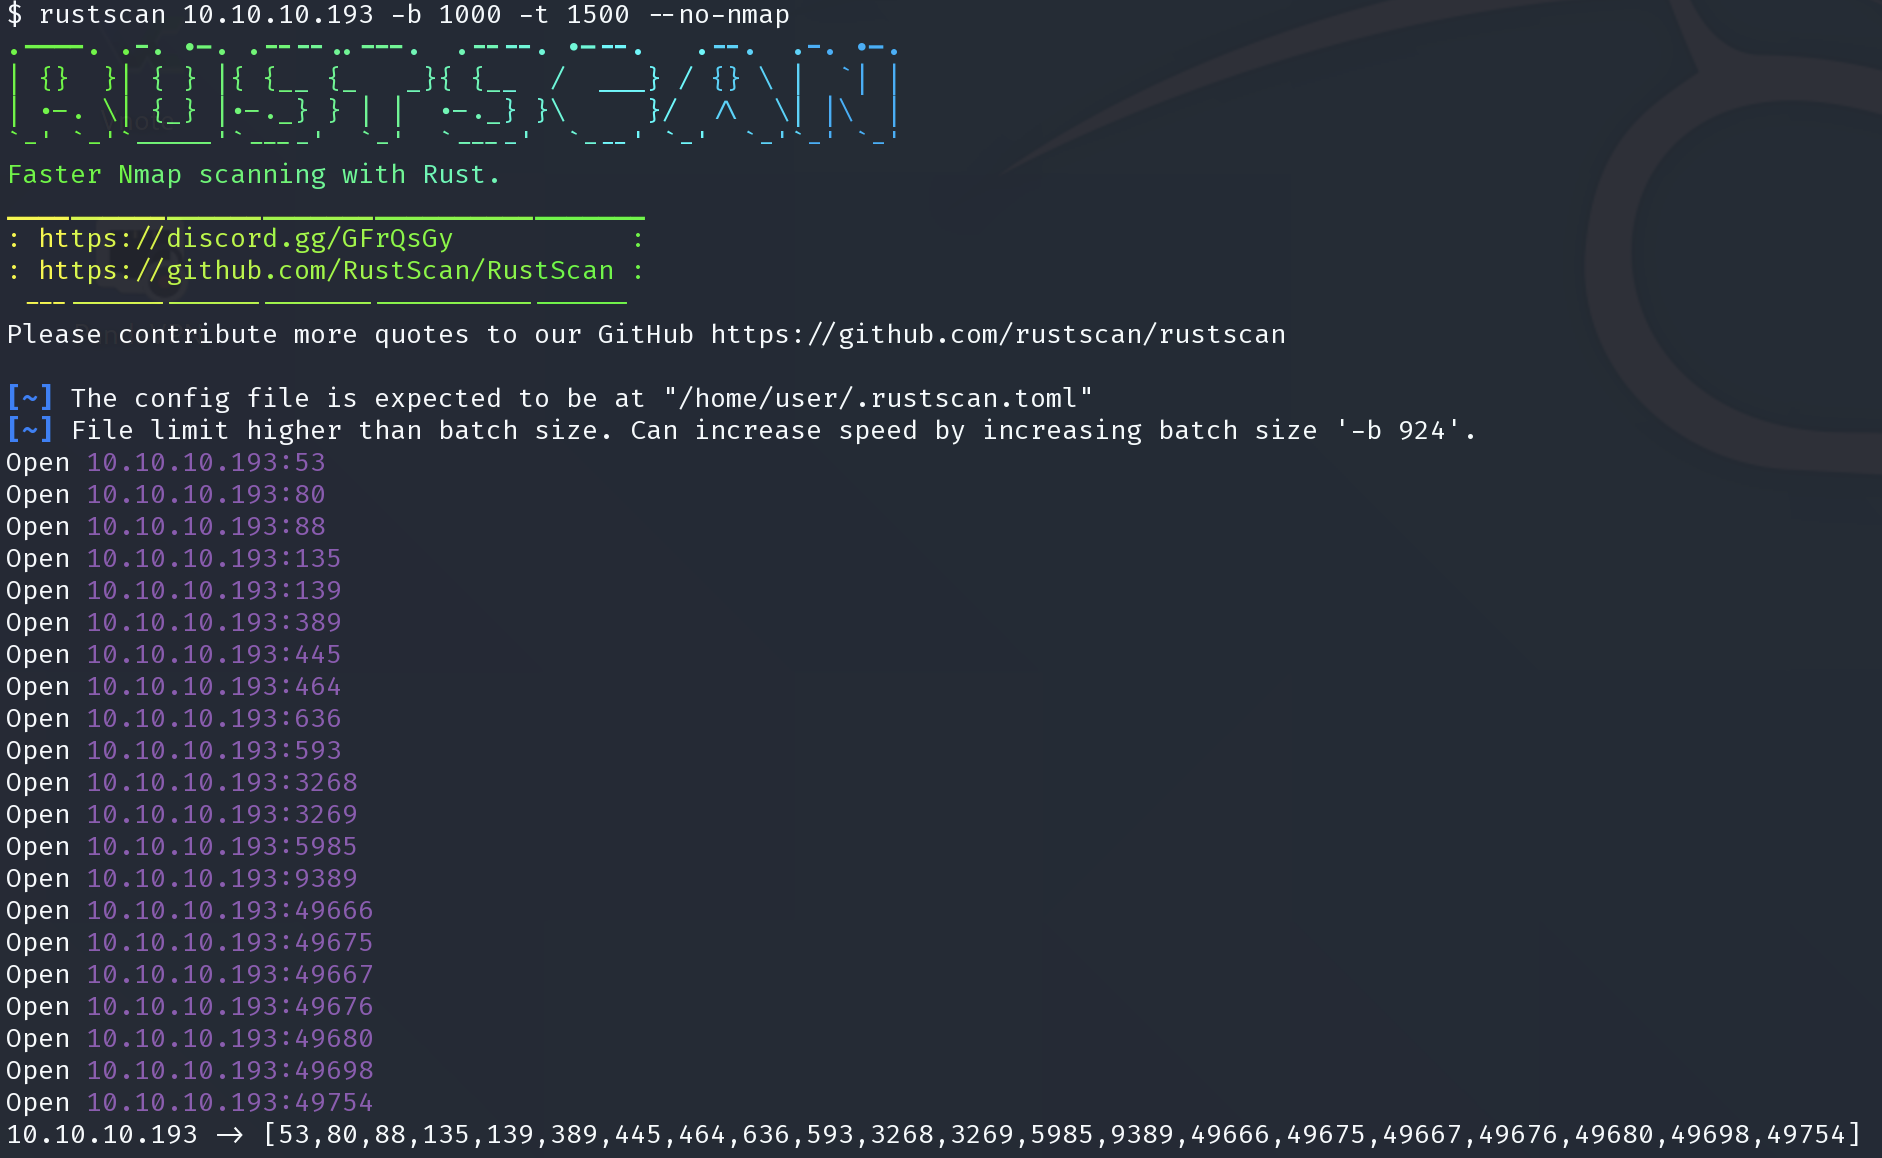 $ rustscan 10.10.10.193 -b 1000 -t 1500 --no-nmap
Faster Nmap scanning with Rust.
: https://discord.gg/GFrQsGy :
: https://github.com/RustScan/RustScan :
Please contribute more quotes to our GitHub https://github.com/rustscan/rustscan
[~] The config file is expected to be at "/home/user/.rustscan.toml"
[~] File limit higher than batch size. Can increase speed by increasing batch size '-b 924'.
Open 10.10.10.193:53
Open 10.10.10.193:80
Open 10.10.10.193:88
Open 10.10.10.193:135
Open 10.10.10.193:139
Open 10.10.10.193:389
Open 10.10.10.193:445
Open 10.10.10.193:464
Open 10.10.10.193:636
Open 10.10.10.193:593
Open 10.10.10.193:3268
Open 10.10.10.193:3269
Open 10.10.10.193:5985
Open 10.10.10.193:9389
Open 10.10.10.193:49666
Open 10.10.10.193:49675
Open 10.10.10.193:49667
Open 10.10.10.193:49676
Open 10.10.10.193:49680
Open 10.10.10.193:49698
Open 10.10.10.193:49754
10.10.10.193 -> [53,80,88,135,139,389,445,464,636,593,3268,3269,5985,9389,49666,49675,49667,49676,49680,49698,49754]